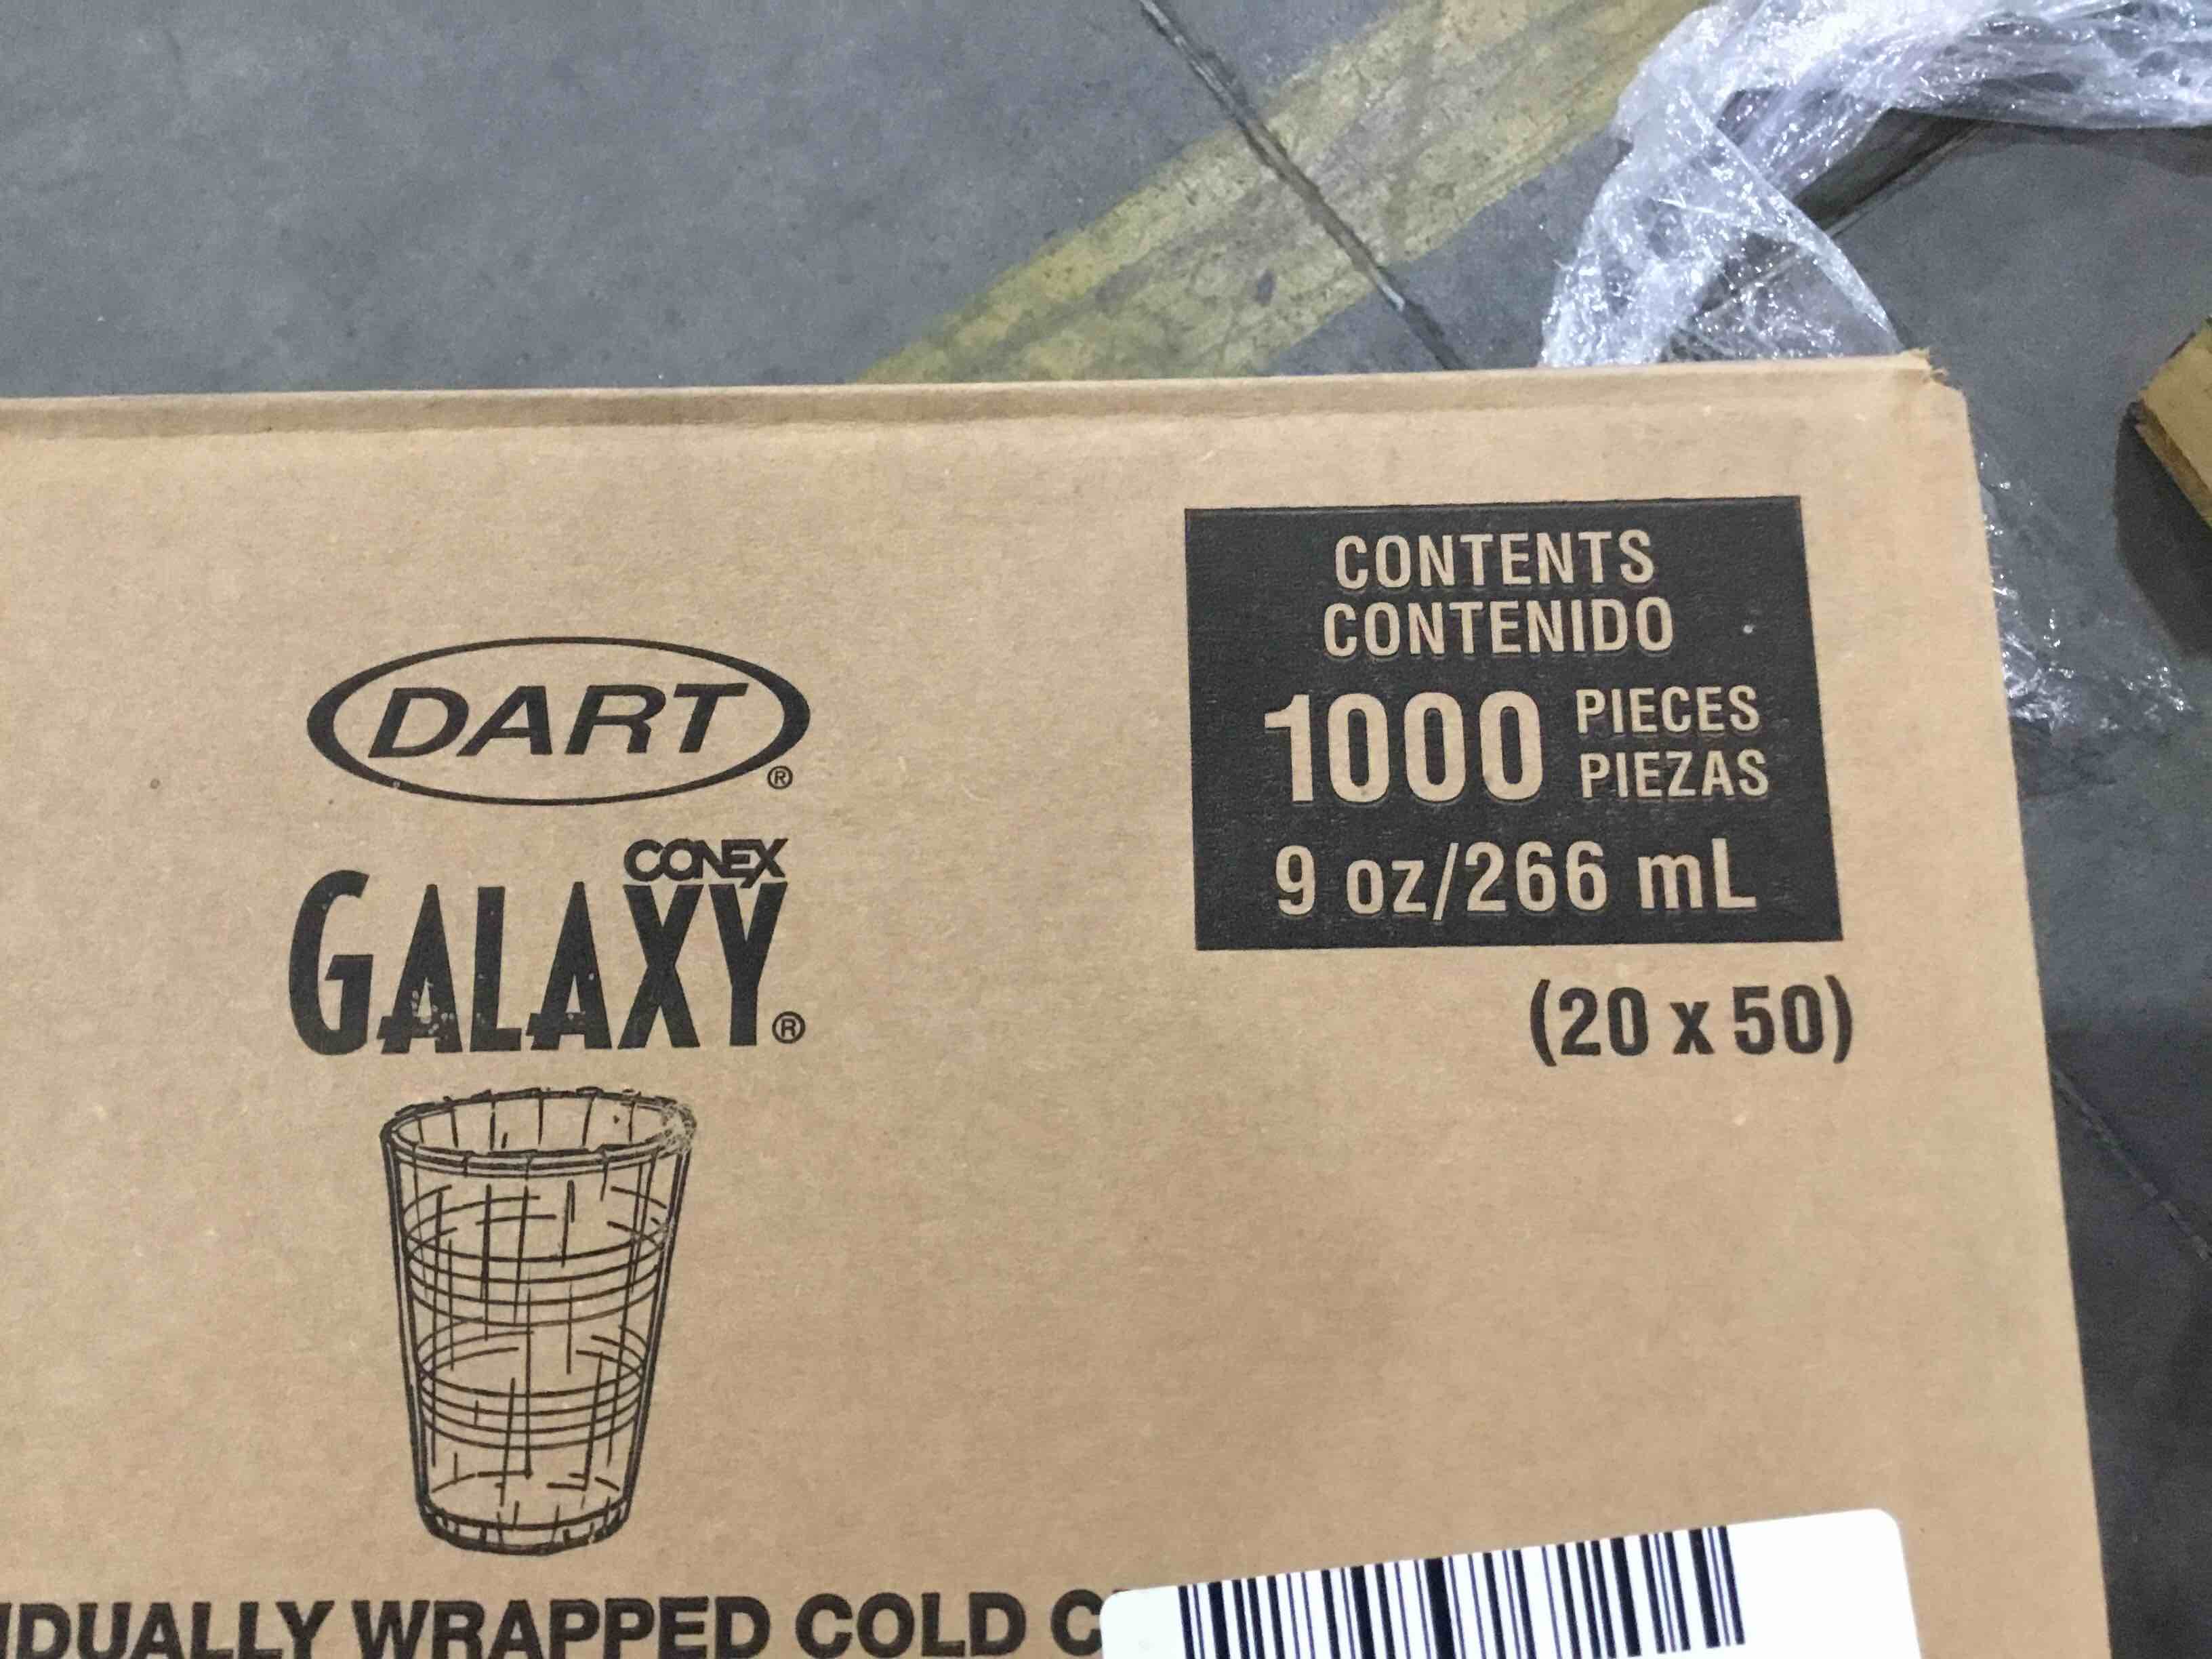 DART®
CONEX
GALAXY®
CONTENTS
CONTENIDO
1000 PIECES
PIEZAS
9 oz/266 mL
(20 x 50)
WRAPPED COLD